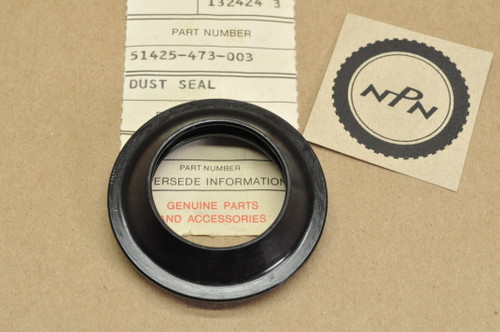 132424 3
PART NUMBER
51425-473-003
DUST SEAL
PART NUMBER
ERSEDE INFORMATION
GENUINE PARTS
AND ACCESSORIES
NPN